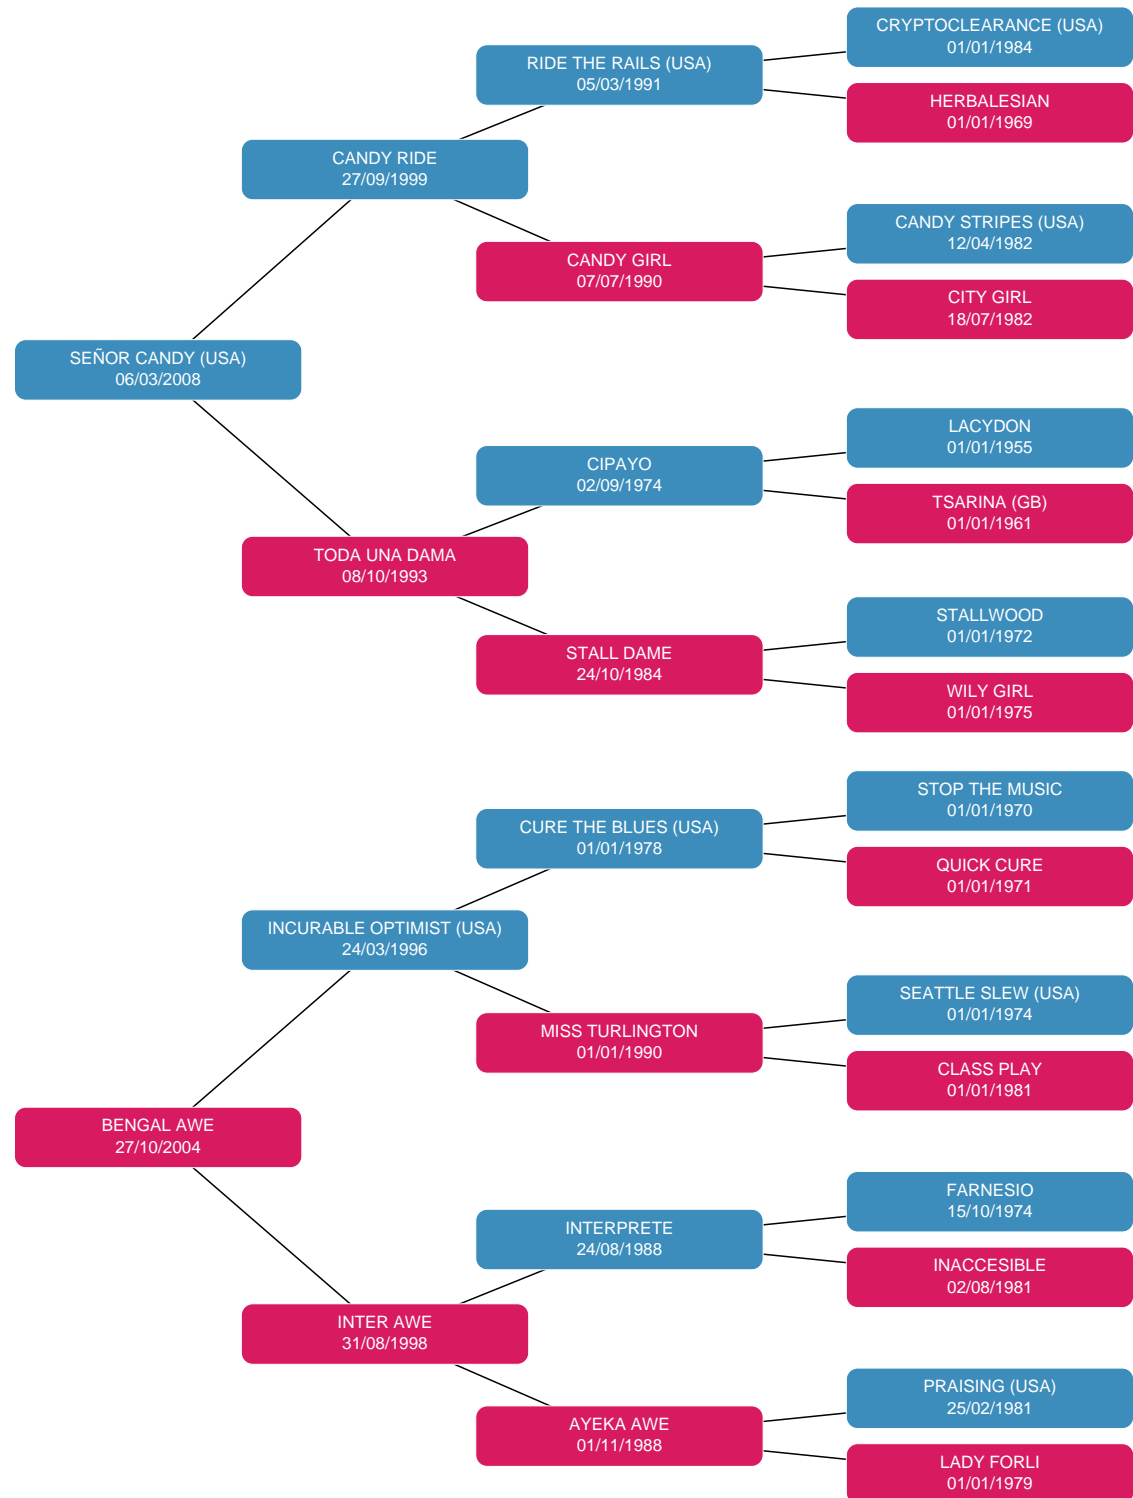 CRYPTOCLEARANCE (USA)
01/01/1984
RIDE THE RAILS (USA)
05/03/1991
HERBALESIAN
01/01/1969
CANDY RIDE
27/09/1999
CANDY STRIPES (USA)
12/04/1982
CANDY GIRL
07/07/1990
CITY GIRL
18/07/1982
SEÑOR CANDY (USA)
06/03/2008
LACYDON
01/01/1955
CIPAYO
02/09/1974
TSARINA (GB)
01/01/1961
TODA UNA DAMA
08/10/1993
STALLWOOD
01/01/1972
STALL DAME
24/10/1984
WILY GIRL
01/01/1975
STOP THE MUSIC
01/01/1970
CURE THE BLUES (USA)
01/01/1978
QUICK CURE
01/01/1971
INCURABLE OPTIMIST (USA)
24/03/1996
SEATTLE SLEW (USA)
01/01/1974
MISS TURLINGTON
01/01/1990
CLASS PLAY
01/01/1981
BENGAL AWE
27/10/2004
FARNESIO
15/10/1974
INTERPRETE
24/08/1988
INACCESIBLE
02/08/1981
INTER AWE
31/08/1998
PRAISING (USA)
25/02/1981
AYEKA AWE
01/11/1988
LADY FORLI
01/01/1979